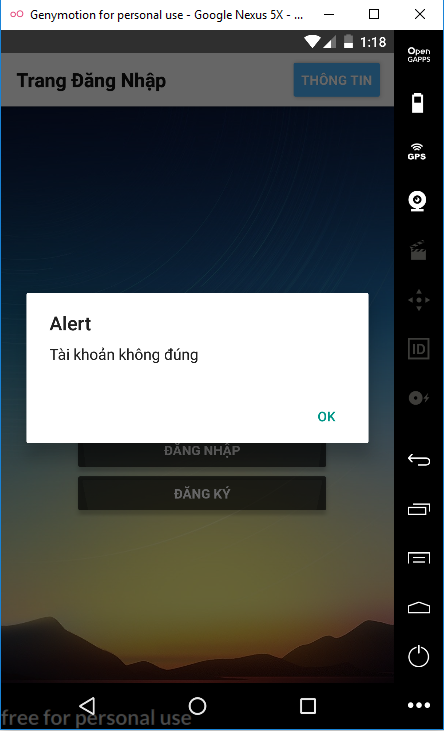 Genymotion for personal use - Google Nexus 5X - ...
1:18
Open
GAPPS
Trang Đăng Nhập
THÔNG TIN
GPS
Alert
Tài khoản không đúng
ID
OK
ĐĂNG NHẬP
ĐĂNG KÝ
free for personal use